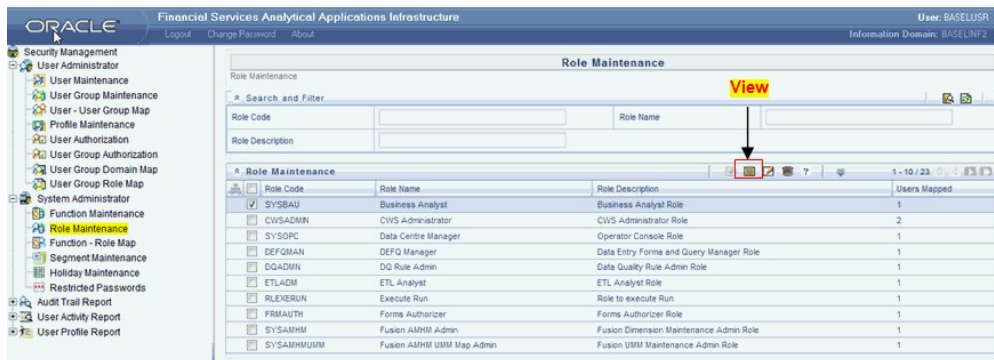 ORACLE
Financial Services Analytical Applications Infrastructure
User: BASELUSR
Logout Change Password About
Information Domain: BASELINF2
Security Management
User Administrator
User Maintenance
User Group Maintenance
User - User Group Map
Profile Maintenance
User Authorization
User Group Authorization
User Group Domain Map
User Group Role Map
System Administrator
Function Maintenance
Role Maintenance
Function - Role Map
Segment Maintenance
Holiday Maintenance
Restricted Passwords
Audit Trail Report
User Activity Report
User Profile Report
Role Maintenance
Role Maintenance
View
Search and Filter
Role Code
Role Name
Role Description
Role Maintenance
? 1 - 10 / 23
Role Code Role Name Role Description Users Mapped
SYSBAU Business Analyst Business Analyst Role 1
CWSADMIN CWS Administrator CWS Administrator Role 2
SYSOPC Data Centre Manager Operator Console Role 1
DEFQMAN DEFQ Manager Data Entry Forms and Query Manager Role 1
DQADMN DQ Rule Admin Data Quality Rule Admin Role 1
ETLADM ETL Analyst ETL Analyst Role 1
RLEXERUN Execute Run Role to execute Run 1
FRMAUTH Forms Authorizer Forms Authorizer Role 1
SYSAMHM Fusion AMHM Admin Fusion Dimension Maintenance Admin Role 1
SYSAMHMUMM Fusion AMHM UMM Map Admin Fusion UMM Maintenance Admin Role 1